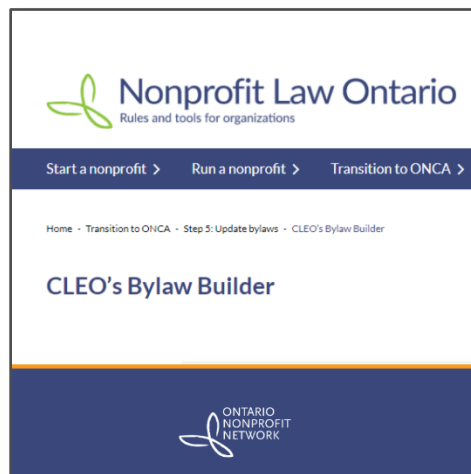 Nonprofit Law Ontario
Rules and tools for organizations
Start a nonprofit > Run a nonprofit > Transition to ONCA >
Home - Transition to ONCA - Step 5: Update bylaws - CLEO's Bylaw Builder
CLEO's Bylaw Builder
ONTARIO
NONPROFIT
NETWORK